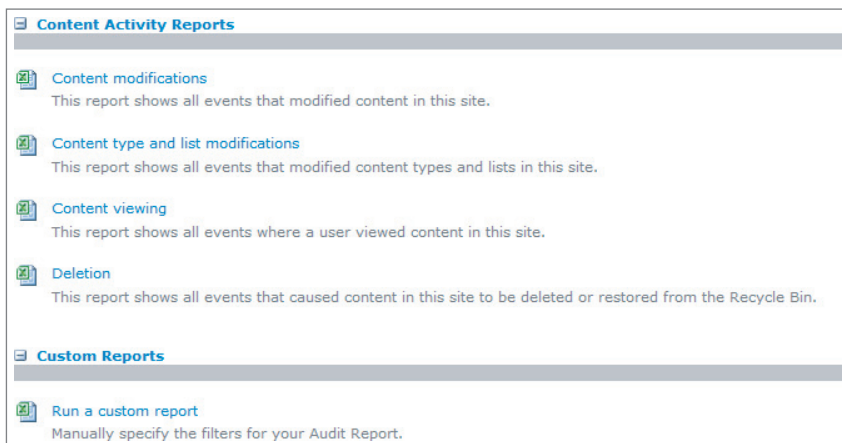 Content Activity Reports
Content modifications
This report shows all events that modified content in this site.
Content type and list modifications
This report shows all events that modified content types and lists in this site.
Content viewing
This report shows all events where a user viewed content in this site.
Deletion
This report shows all events that caused content in this site to be deleted or restored from the Recycle Bin.
Custom Reports
Run a custom report
Manually specify the filters for your Audit Report.